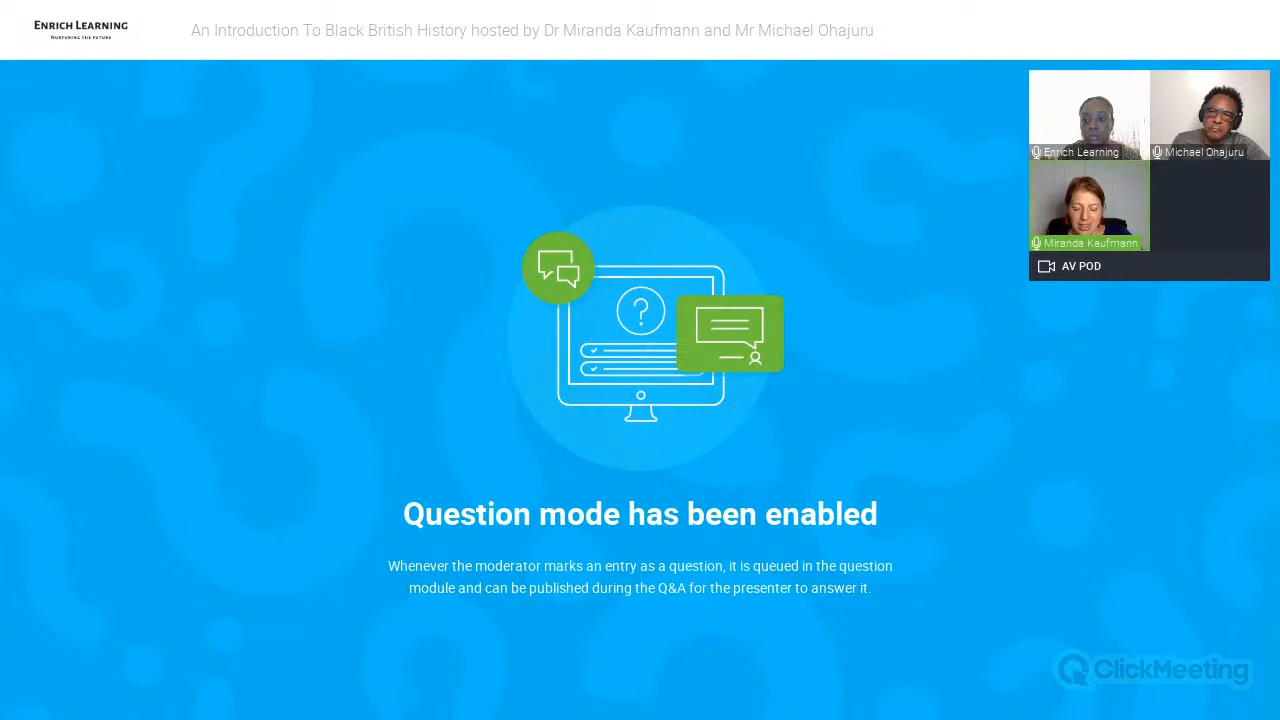 ENRICH LEARNING
NURTURING THE FUTURE
An Introduction To Black British History hosted by Dr Miranda Kaufmann and Mr Michael Ohajuru
Enrich Learning
Michael Ohajuru
Miranda Kaufmann
AV POD
?
Question mode has been enabled
Whenever the moderator marks an entry as a question, it is queued in the question
module and can be published during the Q&A for the presenter to answer it.
ClickMeeting